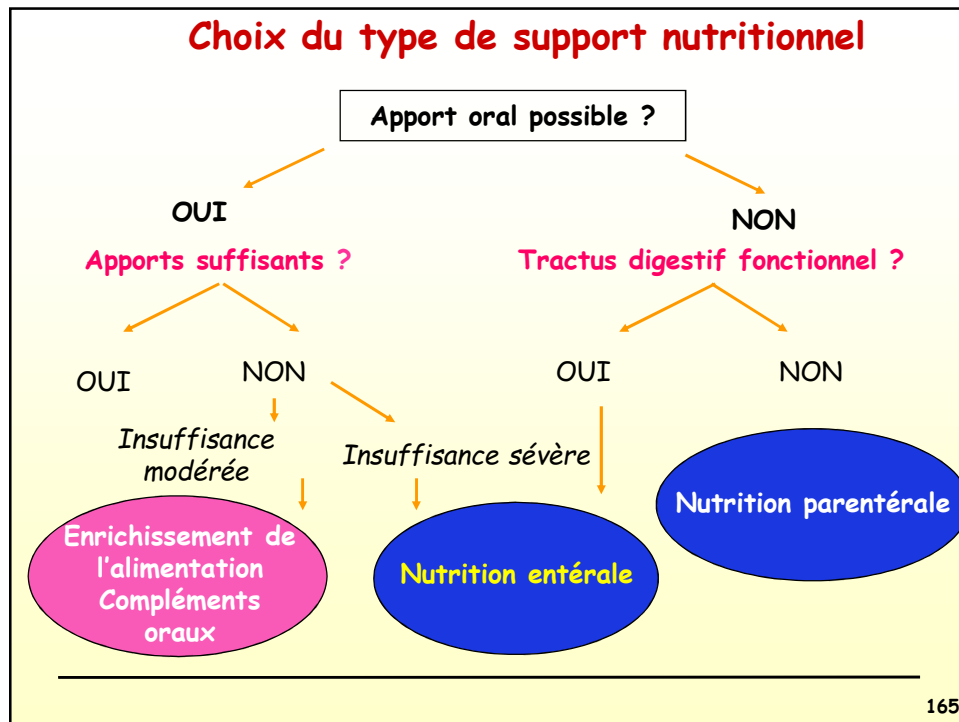 Choix du type de support nutritionnel
Apport oral possible ?
OUI
NON
Apports suffisants ?
Tractus digestif fonctionnel ?
OUI
NON
OUI
NON
Insuffisance
modérée
Insuffisance sévère
Enrichissement de
l'alimentation
Compléments
oraux
Nutrition entérale
Nutrition parentérale
165